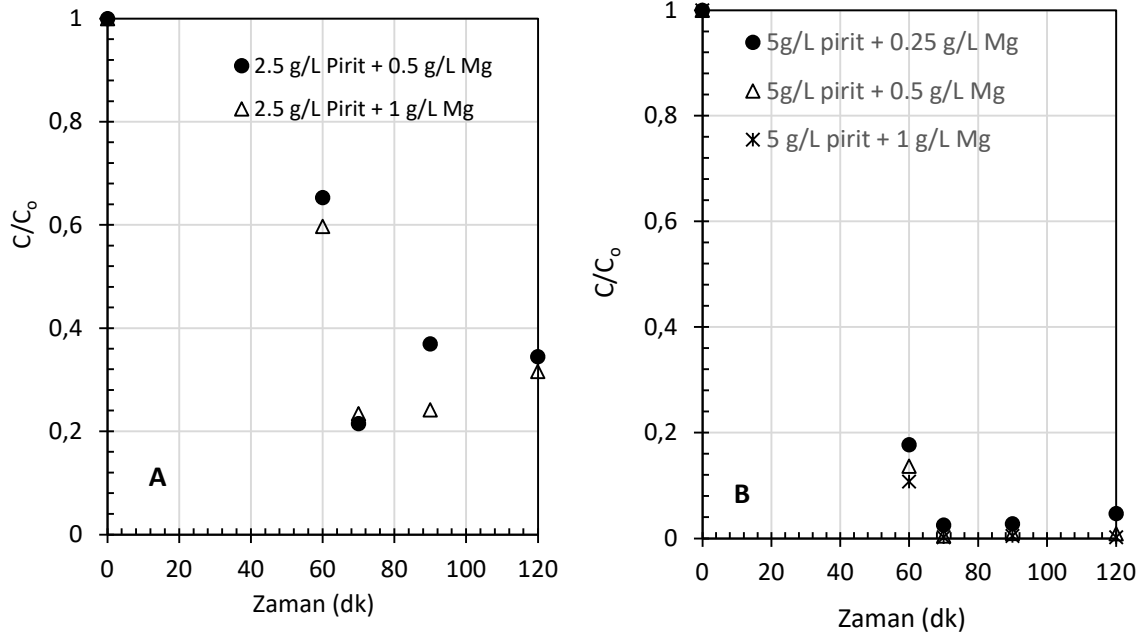 1
0,8
0,6
0,4
0,2
0
C/Co
2.5 g/L Pirit + 0.5 g/L Mg
2.5 g/L Pirit + 1 g/L Mg
A
0 20 40 60 80 100 120
Zaman (dk)
1
0,8
0,6
0,4
0,2
0
C/Co
5g/L pirit + 0.25 g/L Mg
5g/L pirit + 0.5 g/L Mg
5 g/L pirit + 1 g/L Mg
B
0 20 40 60 80 100 120
Zaman (dk)